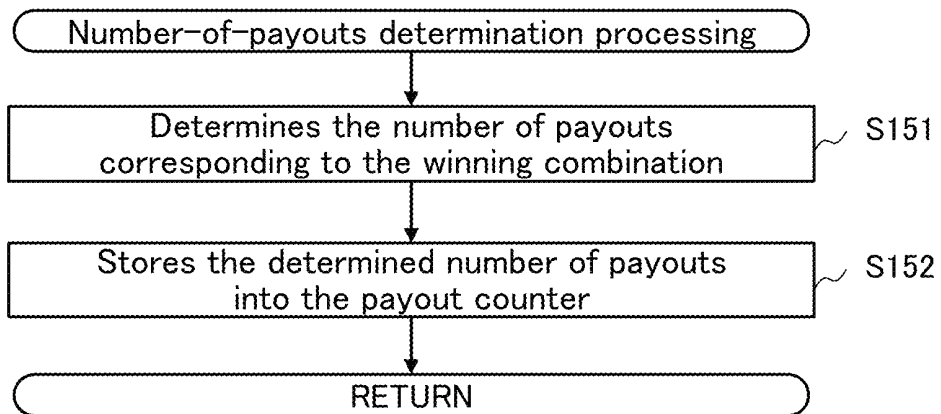 Number-of-payouts determination processing
Determines the number of payouts
corresponding to the winning combination
S151
Stores the determined number of payouts
into the payout counter
S152
RETURN